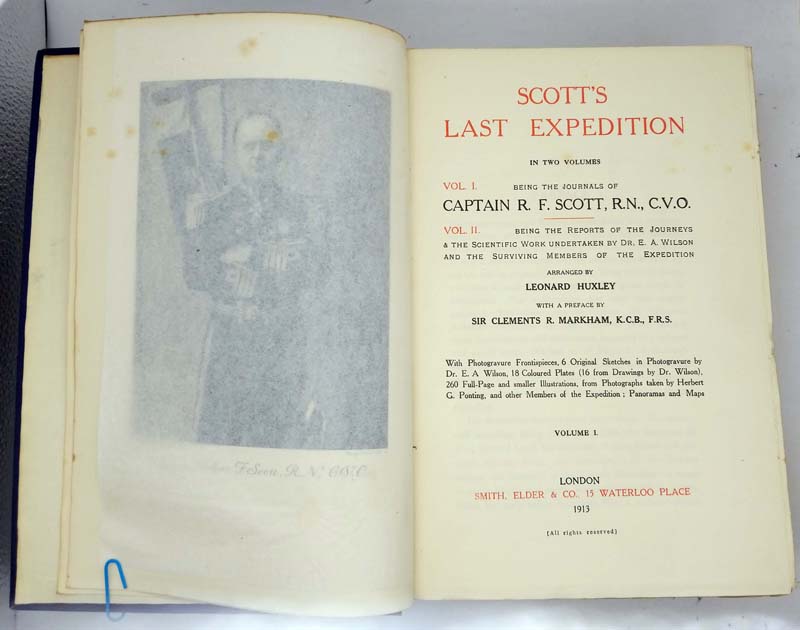 F. Scott, R.N. C.V.O.
SCOTT'S
LAST EXPEDITION
IN TWO VOLUMES
VOL. I. BEING THE JOURNALS OF
CAPTAIN R. F. SCOTT, R.N., C.V.O.
VOL. II. BEING THE REPORTS OF THE JOURNEYS
& THE SCIENTIFIC WORK UNDERTAKEN BY DR. E. A. WILSON
AND THE SURVIVING MEMBERS OF THE EXPEDITION
ARRANGED BY
LEONARD HUXLEY
WITH A PREFACE BY
SIR CLEMENTS R. MARKHAM, K.C.B., F.R.S.
With Photogravure Frontispieces, 6 Original Sketches in Photogravure by
Dr. E. A. Wilson, 18 Coloured Plates (16 from Drawings by Dr. Wilson),
260 Full-Page and smaller Illustrations, from Photographs taken by Herbert
G. Ponting, and other Members of the Expedition; Panoramas and Maps
VOLUME I.
LONDON
SMITH, ELDER & CO., 15 WATERLOO PLACE
1913
[All rights reserved]